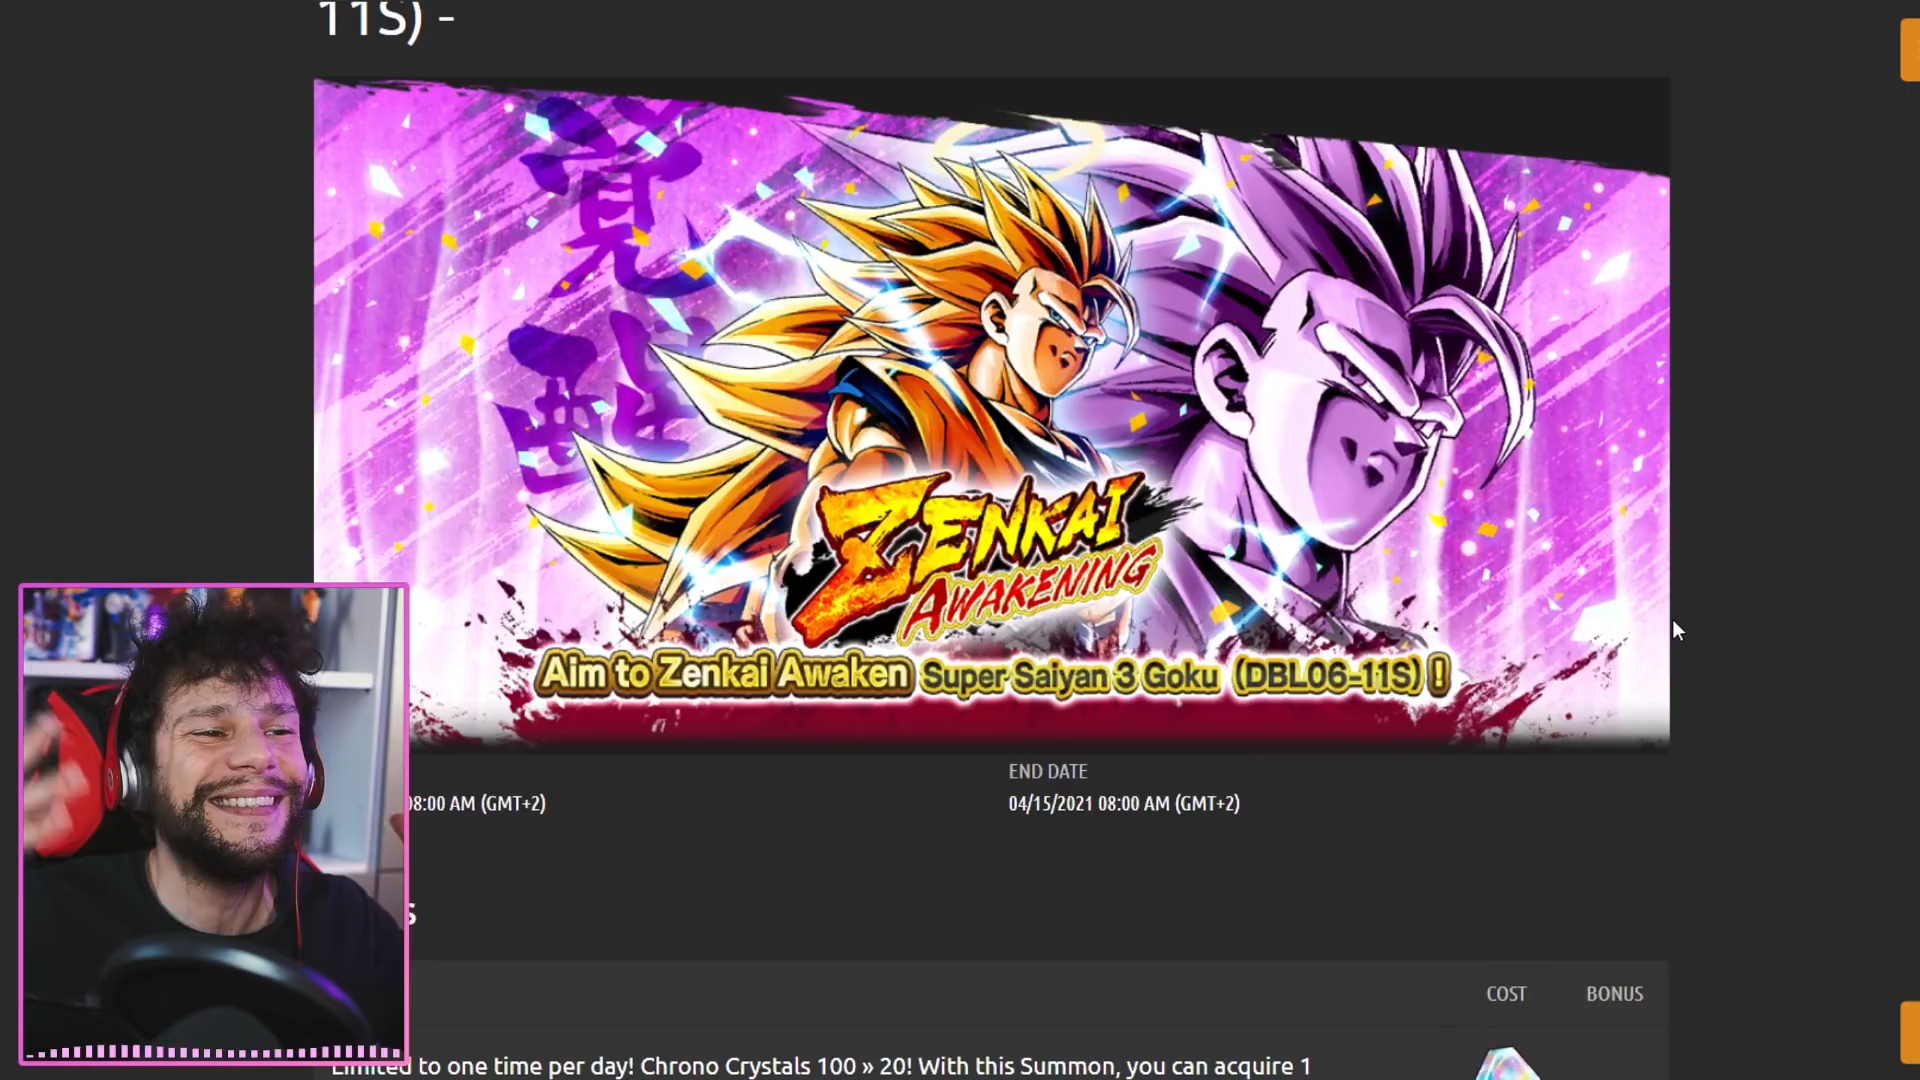 11S) -
覚
醒
ZENKAI
AWAKENING
Aim to Zenkai Awaken Super Saiyan 3 Goku (DBL06-11S) !
END DATE
08:00 AM (GMT+2)
04/15/2021 08:00 AM (GMT+2)
s
COST
BONUS
Limited to one time per day! Chrono Crystals 100 » 20! With this Summon, you can acquire 1